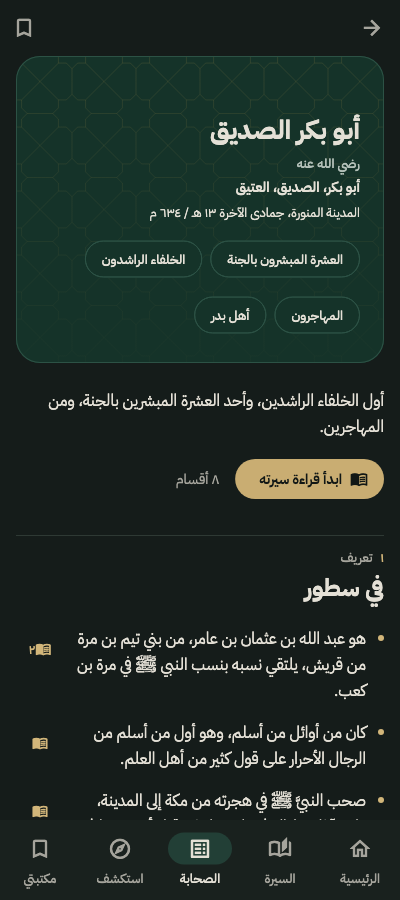 أبو بكر الصديق
رضي الله عنه
أبو بكر، الصديق، العتيق
المدينة المنورة، جمادى الآخرة ١٣ هـ / ٦٣٤ م
العشرة المبشرون بالجنة
الخلفاء الراشدون
المهاجرون
أهل بدر
أول الخلفاء الراشدين، وأحد العشرة المبشرين بالجنة، ومن
المهاجرين.
ابدأ قراءة سيرته
٨ أقسام
١ تعريف
في سطور
هو عبد الله بن عثمان بن عامر، من بني تيم بن مرة
من قريش، يلتقي نسبه بنسب النبي ﷺ في مرة بن
كعب.
٢
كان من أوائل من أسلم، وهو أول من أسلم من
الرجال الأحرار على قول كثير من أهل العلم.
صحب النبيَّ ﷺ في هجرته من مكة إلى المدينة،
الرئيسية
السيرة
الصحابة
استكشف
مكتبتي